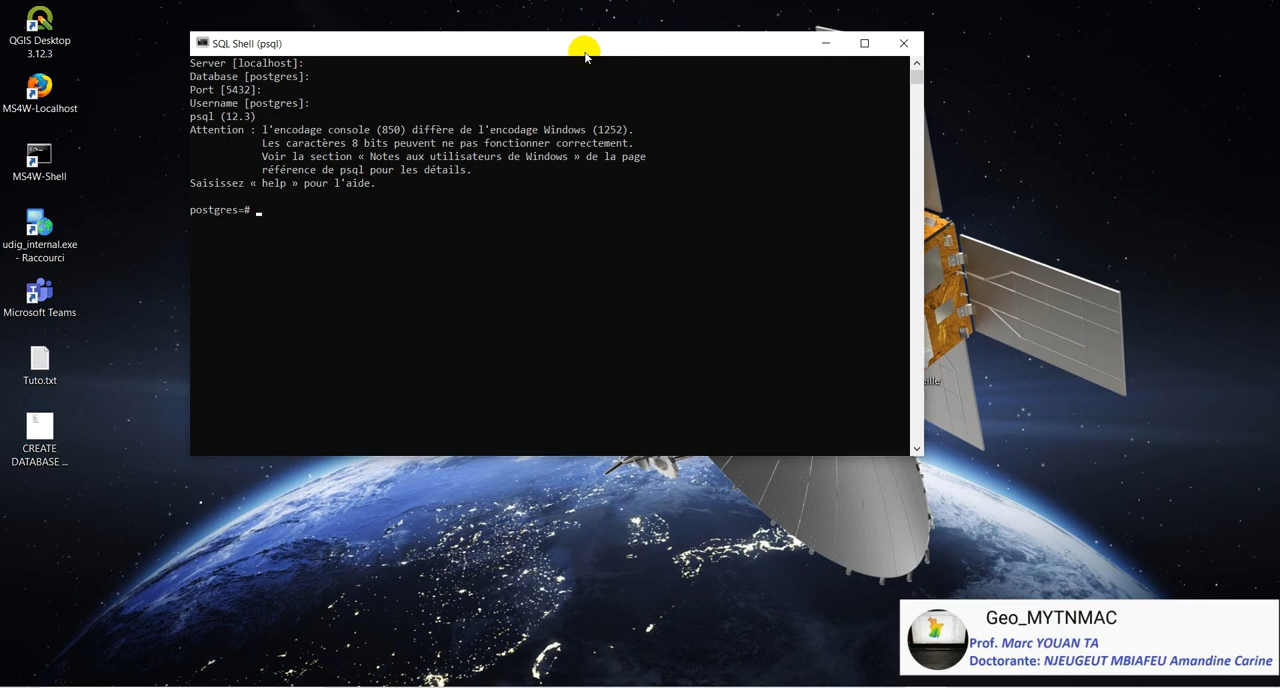 QGIS Desktop
3.12.3
MS4W-Localhost
MS4W-Shell
udig_internal.exe
- Raccourci
Microsoft Teams
Tuto.txt
CREATE
DATABASE ...
SQL Shell (psql)
Server [localhost]:
Database [postgres]:
Port [5432]:
Username [postgres]:
psql (12.3)
Attention : l'encodage console (850) diffère de l'encodage Windows (1252).
Les caractères 8 bits peuvent ne pas fonctionner correctement.
Voir la section « Notes aux utilisateurs de Windows » de la page
référence de psql pour les détails.
Saisissez « help » pour l'aide.
postgres=#
Geo_MYTNMAC
Prof. Marc YOUAN TA
Doctorante: NJEUGEUT MBIAFEU Amandine Carine